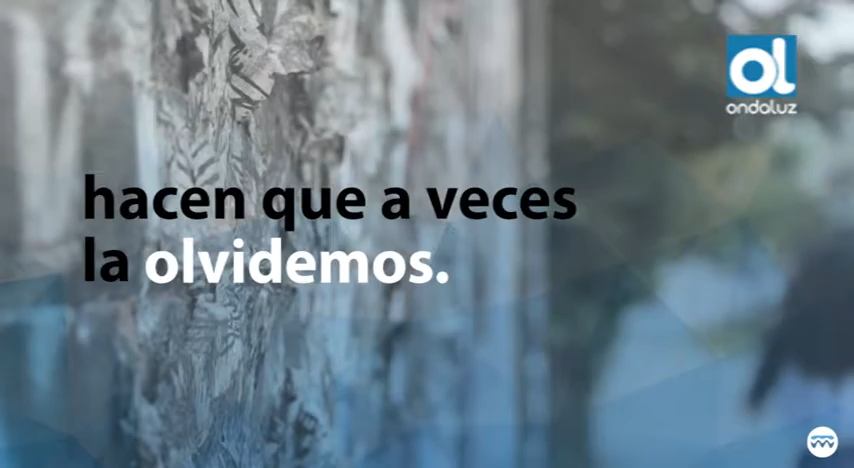 ol
ondaluz
hacen que a veces
la olvidemos.